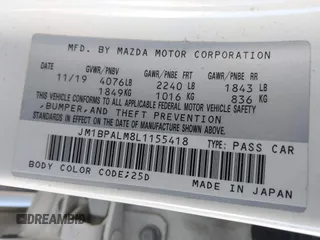 MFD. BY MAZDA MOTOR CORPORATION
GVWR/PNBV GAWR/PNBE FRT GAWR/PNBE RR
11/19 4076LB 2240 LB 1843 LB
1849KG 1016 KG 836 KG
THIS VEHICLE CONFORMS TO ALL APPLICABLE
FEDERAL MOTOR VEHICLE SAFETY,
BUMPER, AND THEFT PREVENTION
STANDARDS IN EFFECT ON THE DATE OF
MANUFACTURE SHOWN ABOVE.
JM1BPALM8L1155418 TYPE: PASS CAR
BODY COLOR CODE;25D
MADE IN JAPAN
DREAMBID